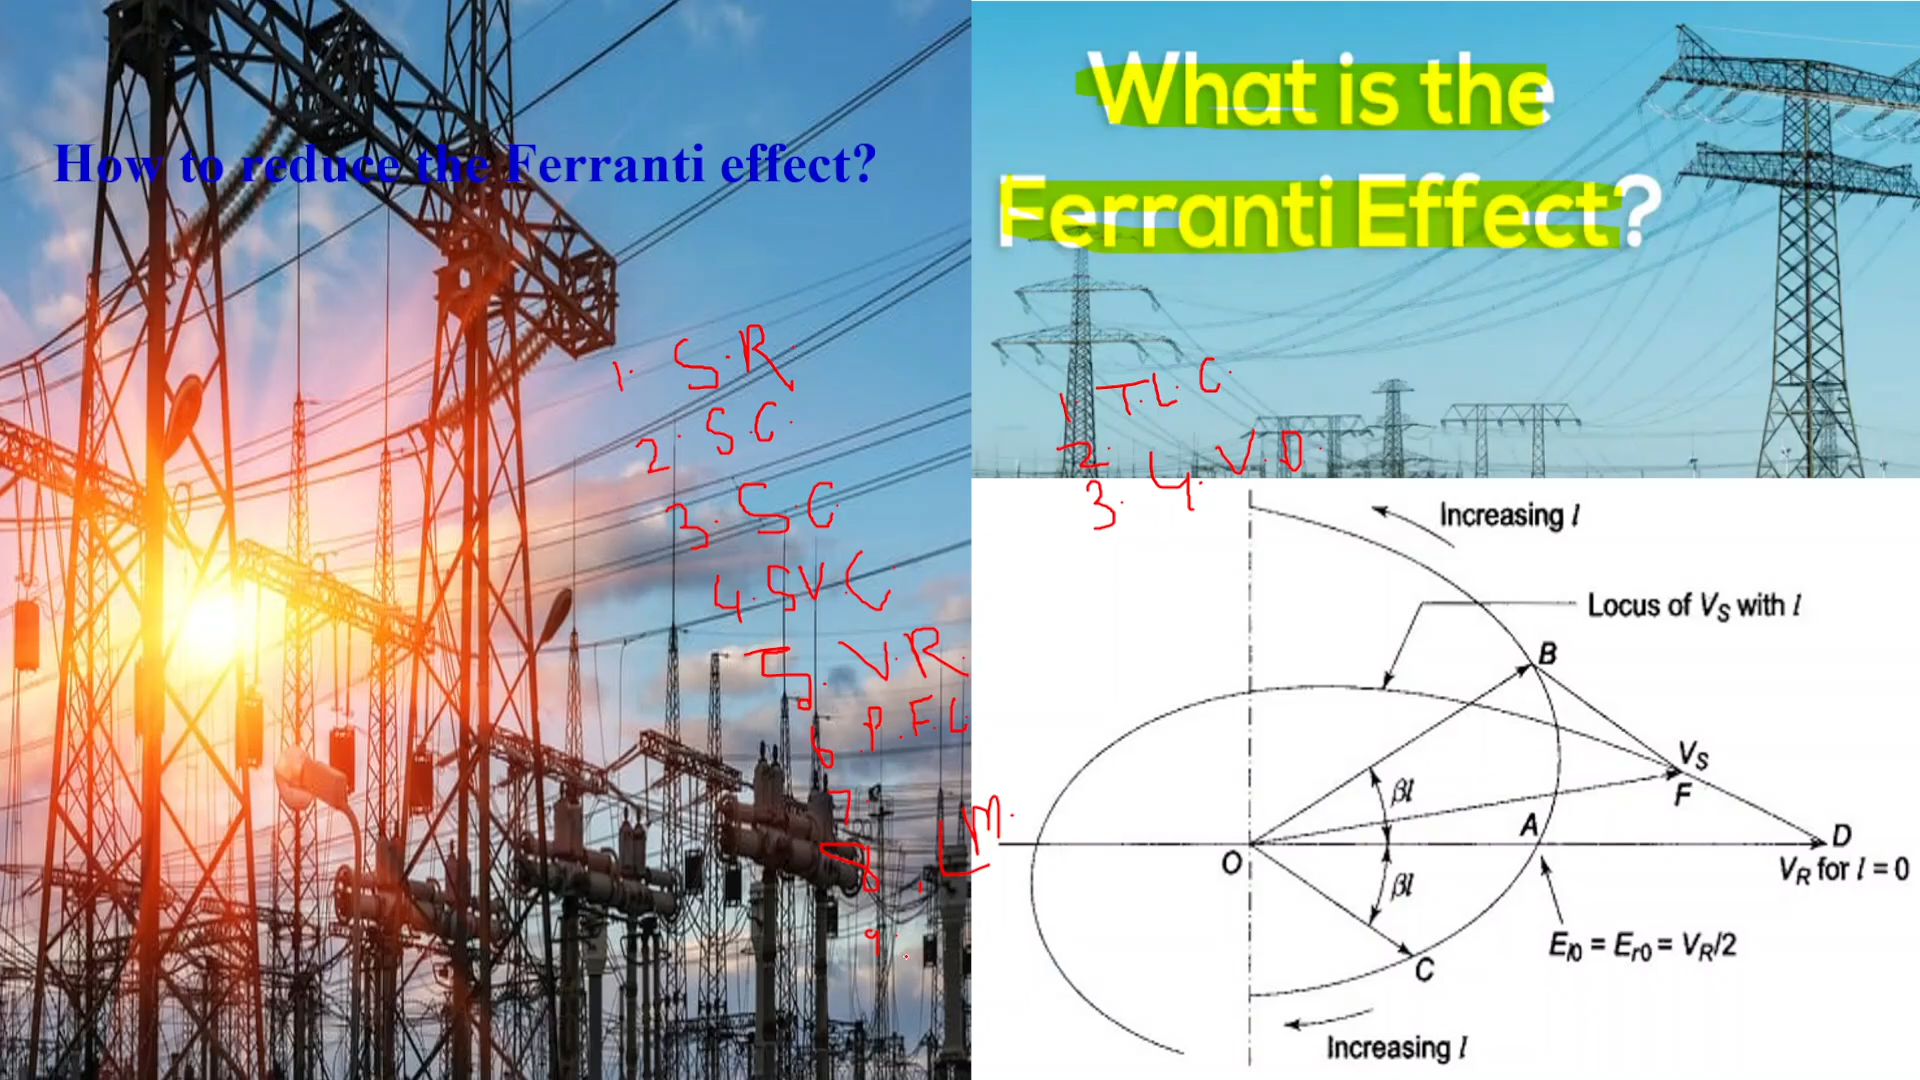 How to reduce the Ferranti effect?
1. S.R.
2. S.C.
3. S.C.
4. S.V.C.
5. V.R.
6. P.F.C
7.
8. L.M.
9.
What is the
Ferranti Effect?
1. T.L.C.
2.
3. 4. V.D.
Increasing l
Locus of VS with l
B
VS
F
βl
A
O
D
VR for l = 0
βl
El0 = Er0 = VR/2
C
Increasing l